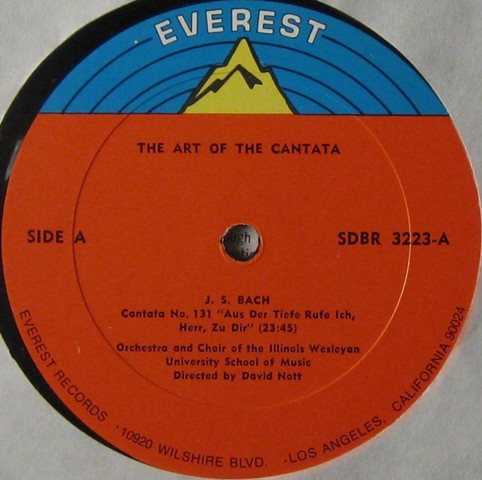 EVEREST
THE ART OF THE CANTATA
SIDE A
SDBR 3223-A
J. S. BACH
Cantata No. 131 "Aus Der Tiefe Rufe Ich,
Herr, Zu Dir" (23:45)
Orchestra and Choir of the Illinois Wesleyan
University School of Music
Directed by David Nott
EVEREST RECORDS · 10920 WILSHIRE BLVD. · LOS ANGELES, CALIFORNIA 90024